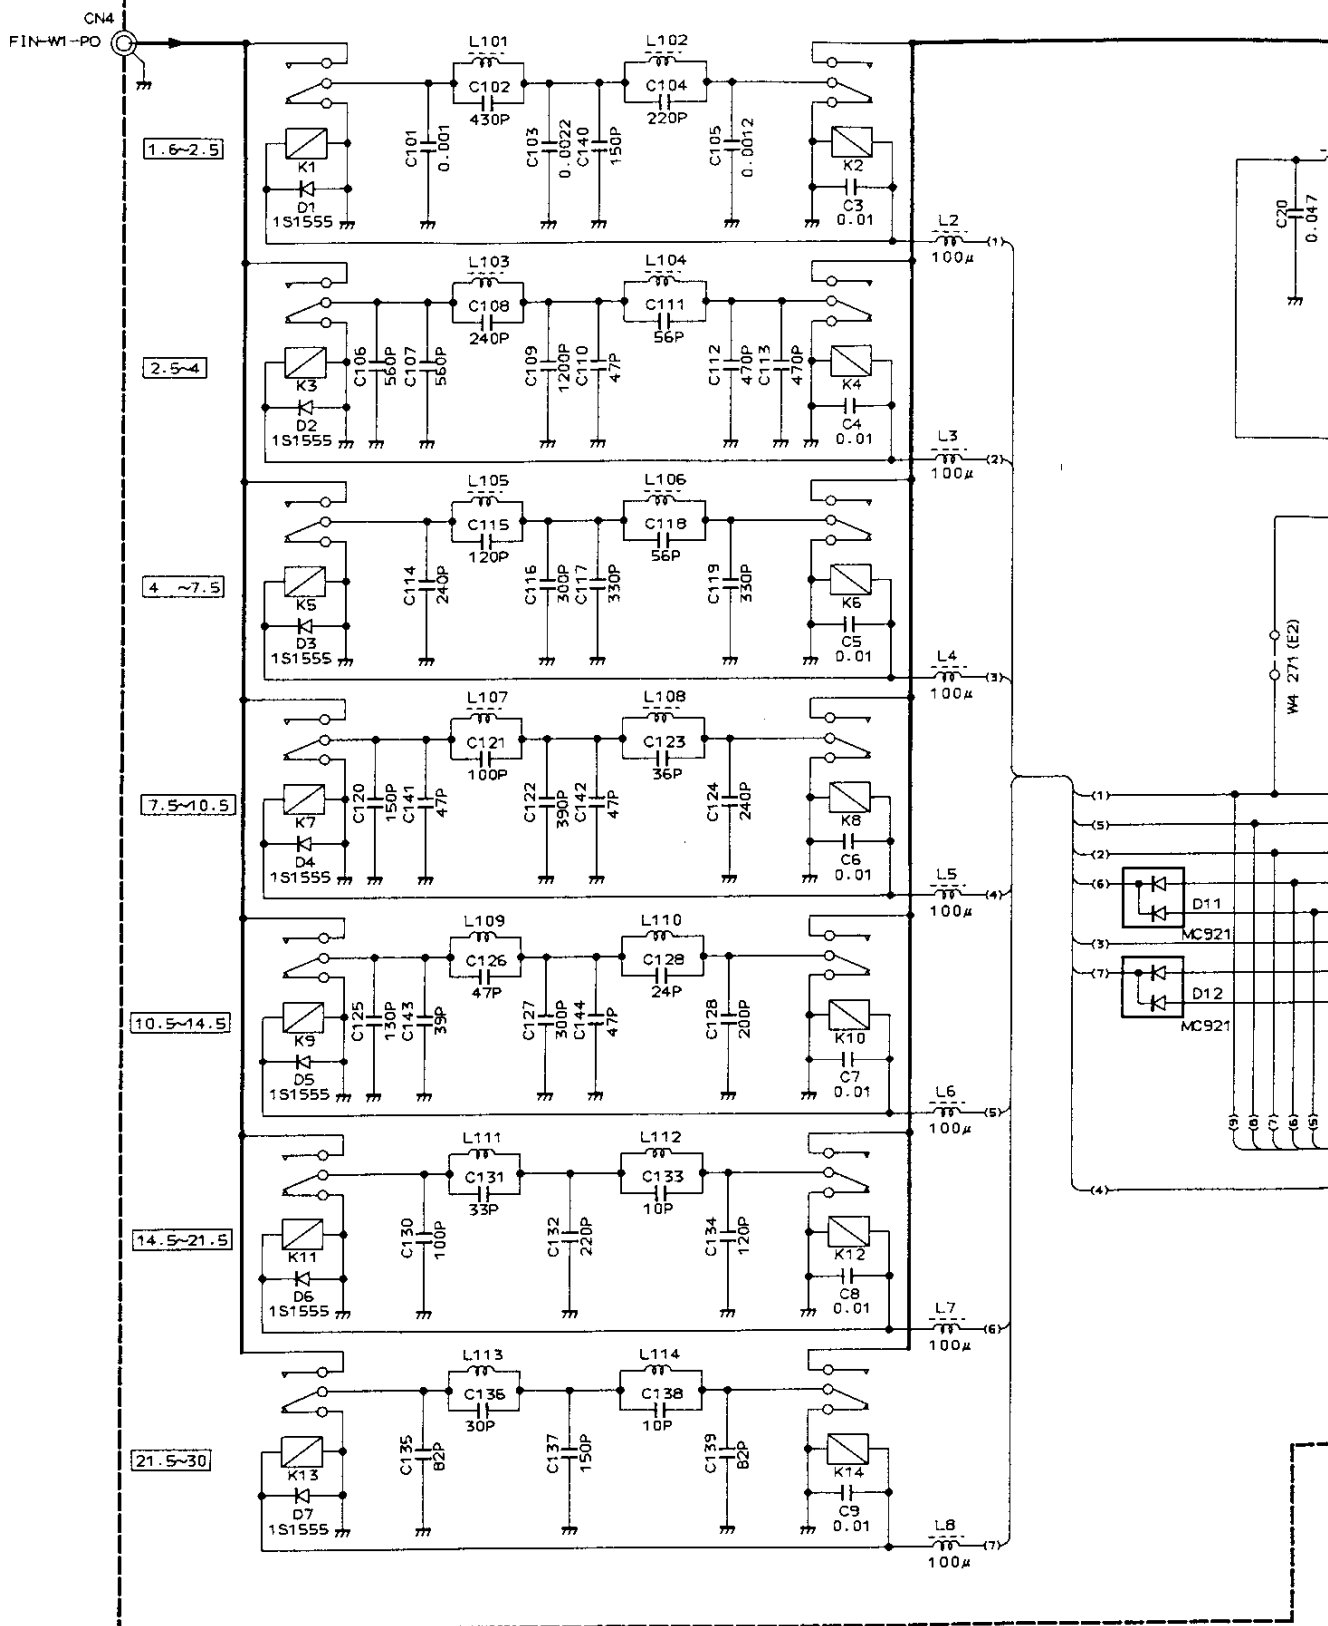 CN4
FIN-W1-PO
L101
C102
430P
L102
C104
220P
C101
0.001
C103
0.0022
C140
150P
C105
0.0012
1.6~2.5
K1
D1
1S1555
K2
C3
0.01
L2
100μ
(1)
C20
0.047
L103
C108
240P
L104
C111
56P
2.5~4
K3
D2
1S1555
C106
560P
C107
560P
C109
1200P
C110
47P
C112
470P
C113
470P
K4
C4
0.01
L3
100μ
(2)
L105
C115
120P
L106
C118
56P
4 ~7.5
K5
D3
1S1555
C114
240P
C116
300P
C117
330P
C119
330P
K6
C5
0.01
L4
100μ
(3)
W4 271 (E2)
L107
C121
100P
L108
C123
36P
7.5~10.5
K7
D4
1S1555
C120
150P
C141
47P
C122
390P
C142
47P
C124
240P
K8
C6
0.01
L5
100μ
(4)
(1)
(5)
(2)
(6)
D11
MC921
(3)
(7)
D12
MC921
L109
C126
47P
L110
C128
24P
10.5~14.5
K9
D5
1S1555
C125
130P
C143
39P
C127
300P
C144
47P
C128
200P
K10
C7
0.01
L6
100μ
(5)
(9)
(8)
(7)
(6)
(5)
(4)
L111
C131
33P
L112
C133
10P
14.5~21.5
K11
D6
1S1555
C130
100P
C132
220P
C134
120P
K12
C8
0.01
L7
100μ
(6)
L113
C136
30P
L114
C138
10P
21.5~30
K13
D7
1S1555
C135
82P
C137
150P
C139
82P
K14
C9
0.01
L8
100μ
(7)